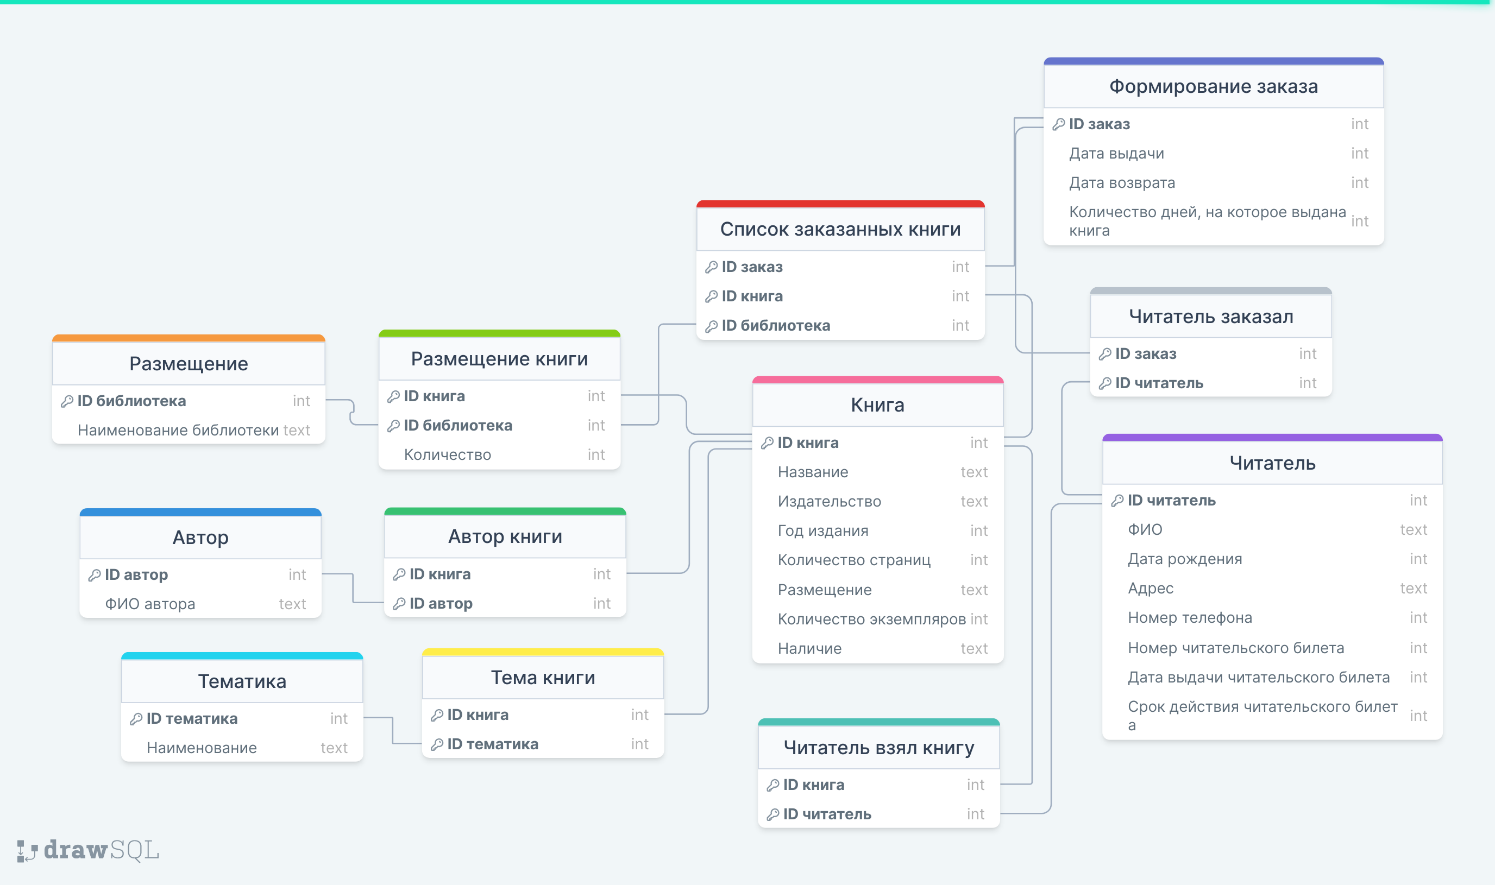 Формирование заказа
ID заказ int
Дата выдачи int
Дата возврата int
Количество дней, на которое выдана
книга int
Список заказанных книги
ID заказ int
ID книга int
ID библиотека int
Читатель заказал
ID заказ int
ID читатель int
Размещение
ID библиотека int
Наименование библиотеки text
Размещение книги
ID книга int
ID библиотека int
Количество int
Книга
ID книга int
Название text
Издательство text
Год издания int
Количество страниц int
Размещение text
Количество экземпляров int
Наличие text
Читатель
ID читатель int
ФИО text
Дата рождения int
Адрес text
Номер телефона int
Номер читательского билета int
Дата выдачи читательского билета int
Срок действия читательского билет
а int
Автор
ID автор int
ФИО автора text
Автор книги
ID книга int
ID автор int
Тематика
ID тематика int
Наименование text
Тема книги
ID книга int
ID тематика int
Читатель взял книгу
ID книга int
ID читатель int
drawSQL